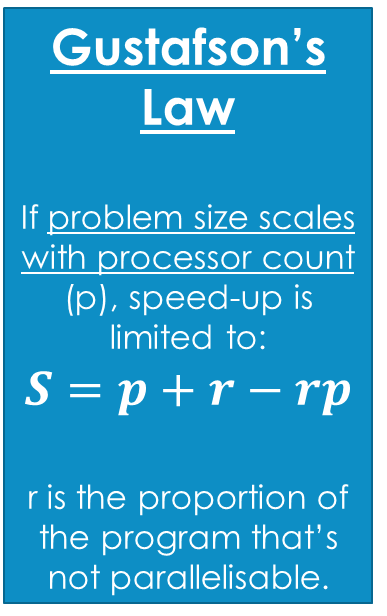 Gustafson’s
Law
If problem size scales
with processor count
(p), speed-up is
limited to:
S = p + r − rp
r is the proportion of
the program that’s
not parallelisable.